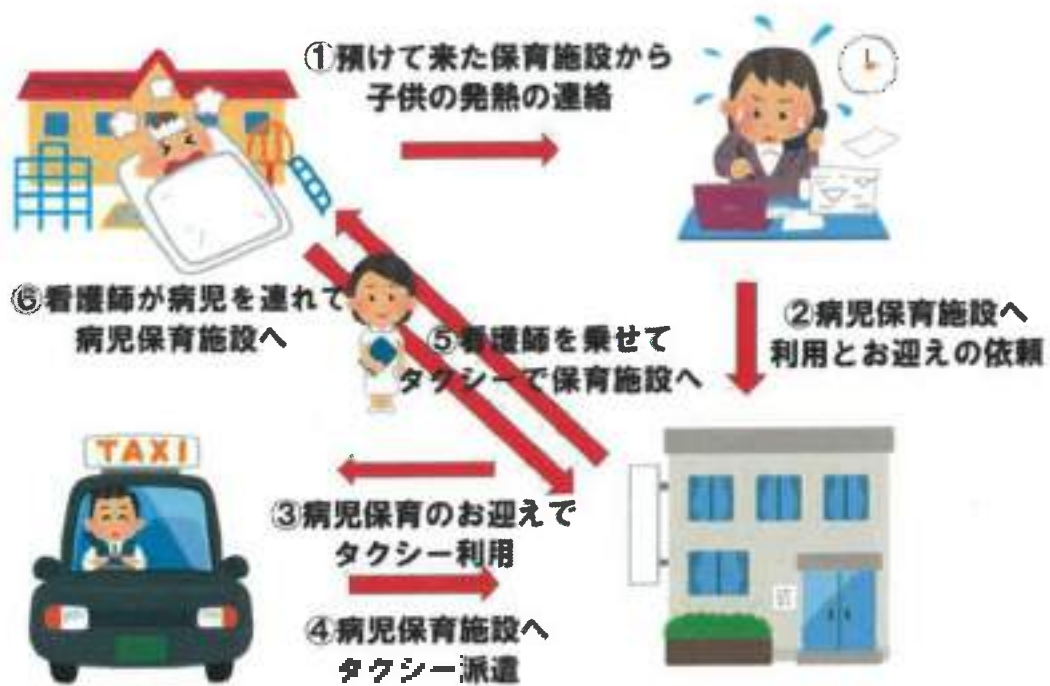 ①預けて来た保育施設から
子供の発熱の連絡
②病児保育施設へ
利用とお迎えの依頼
⑥看護師が病児を連れて
病児保育施設へ
⑤看護師を乗せて
タクシーで保育施設へ
TAXI
③病児保育のお迎えで
タクシー利用
④病児保育施設へ
タクシー派遣